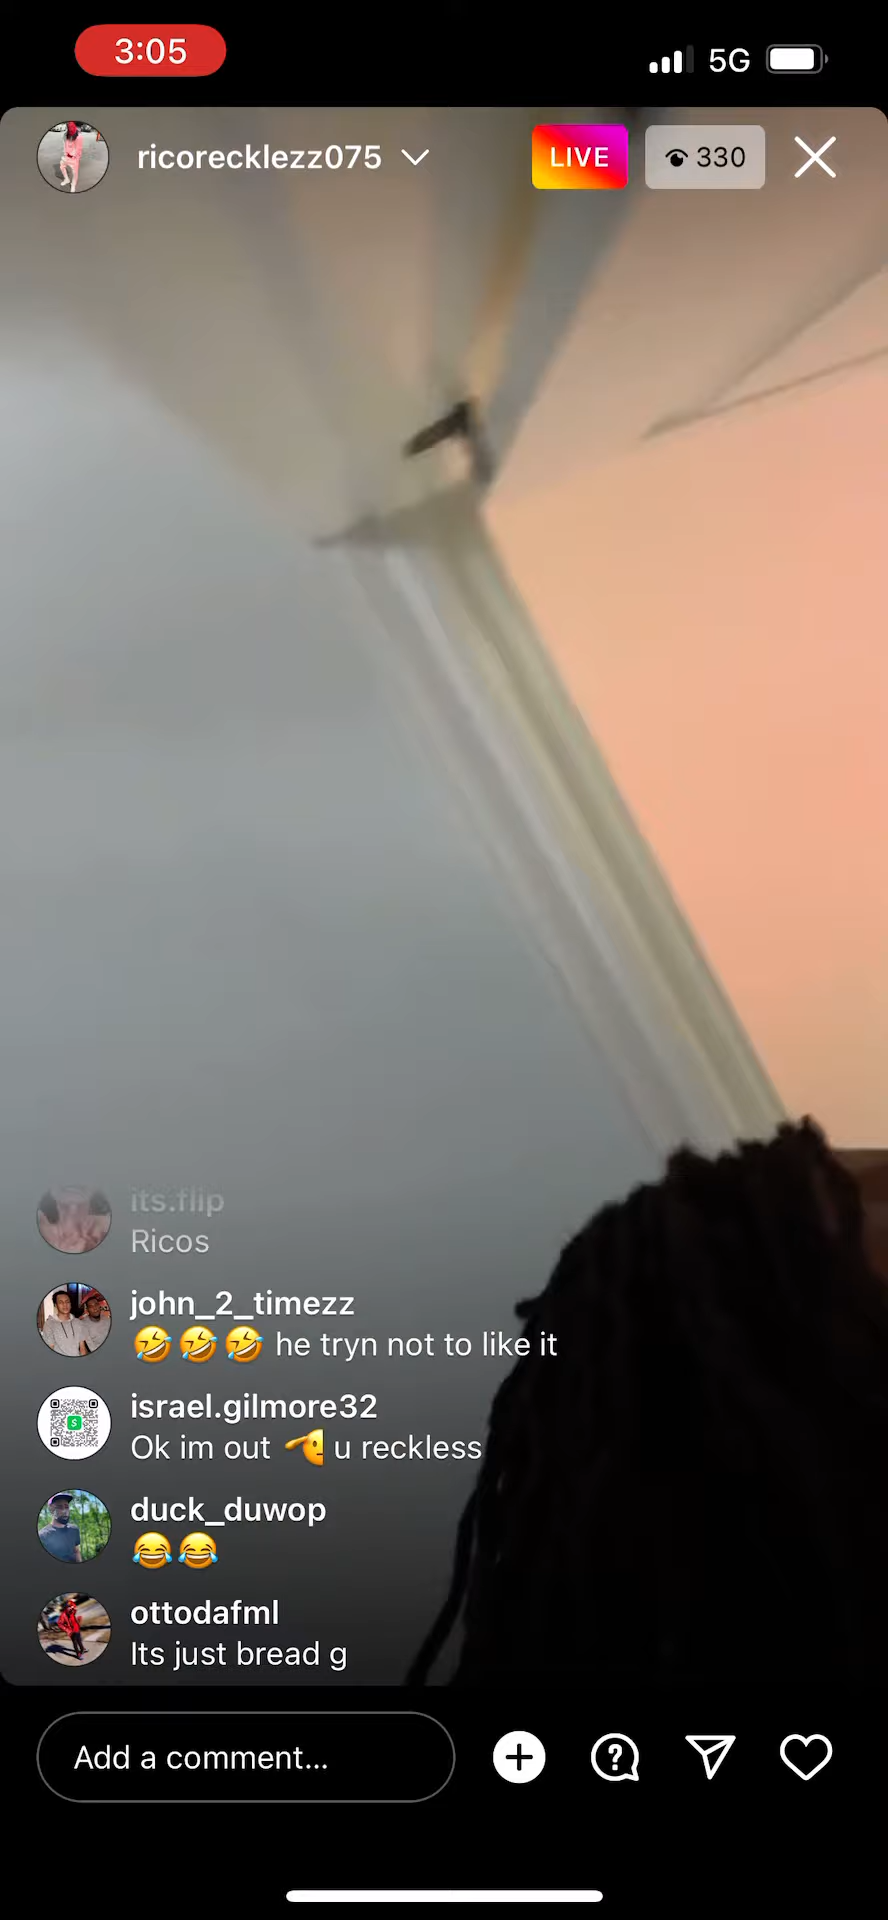 3:05
5G
ricorecklezz075
LIVE
330
its.flip
Ricos
john_2_timezz
🤣🤣🤣 he tryn not to like it
israel.gilmore32
Ok im out 🫡 u reckless
duck_duwop
😂😂
ottodafml
Its just bread g
Add a comment...